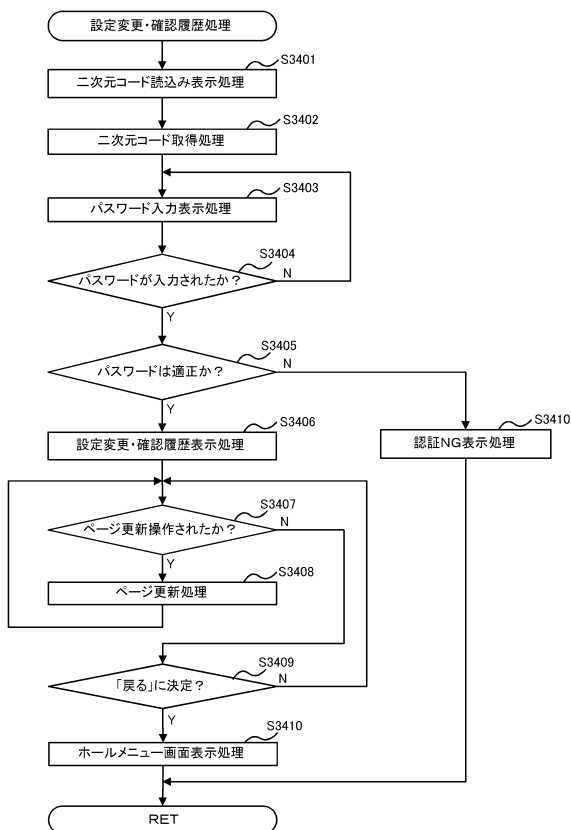 設定変更・確認履歴処理
S3401
二次元コード読込み表示処理
S3402
二次元コード取得処理
S3403
パスワード入力表示処理
S3404
パスワードが入力されたか？
N
Y
S3405
パスワードは適正か？
N
Y
S3406
設定変更・確認履歴表示処理
S3410
認証NG表示処理
S3407
ページ更新操作されたか？
N
Y
S3408
ページ更新処理
S3409
「戻る」に決定？
N
Y
S3410
ホールメニュー画面表示処理
RET